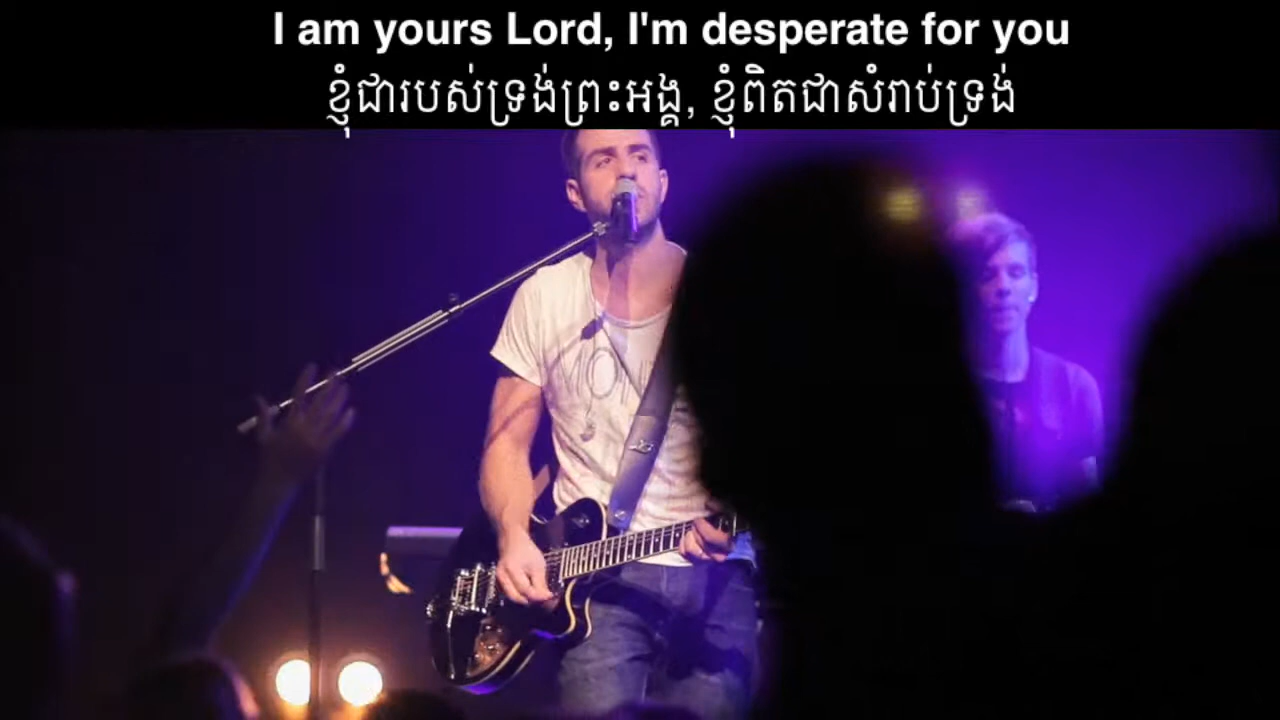 I am yours Lord, I'm desperate for you
ខ្ញុំជារបស់ទ្រង់ព្រះអង្គ, ខ្ញុំពិតជាសំរាប់ទ្រង់